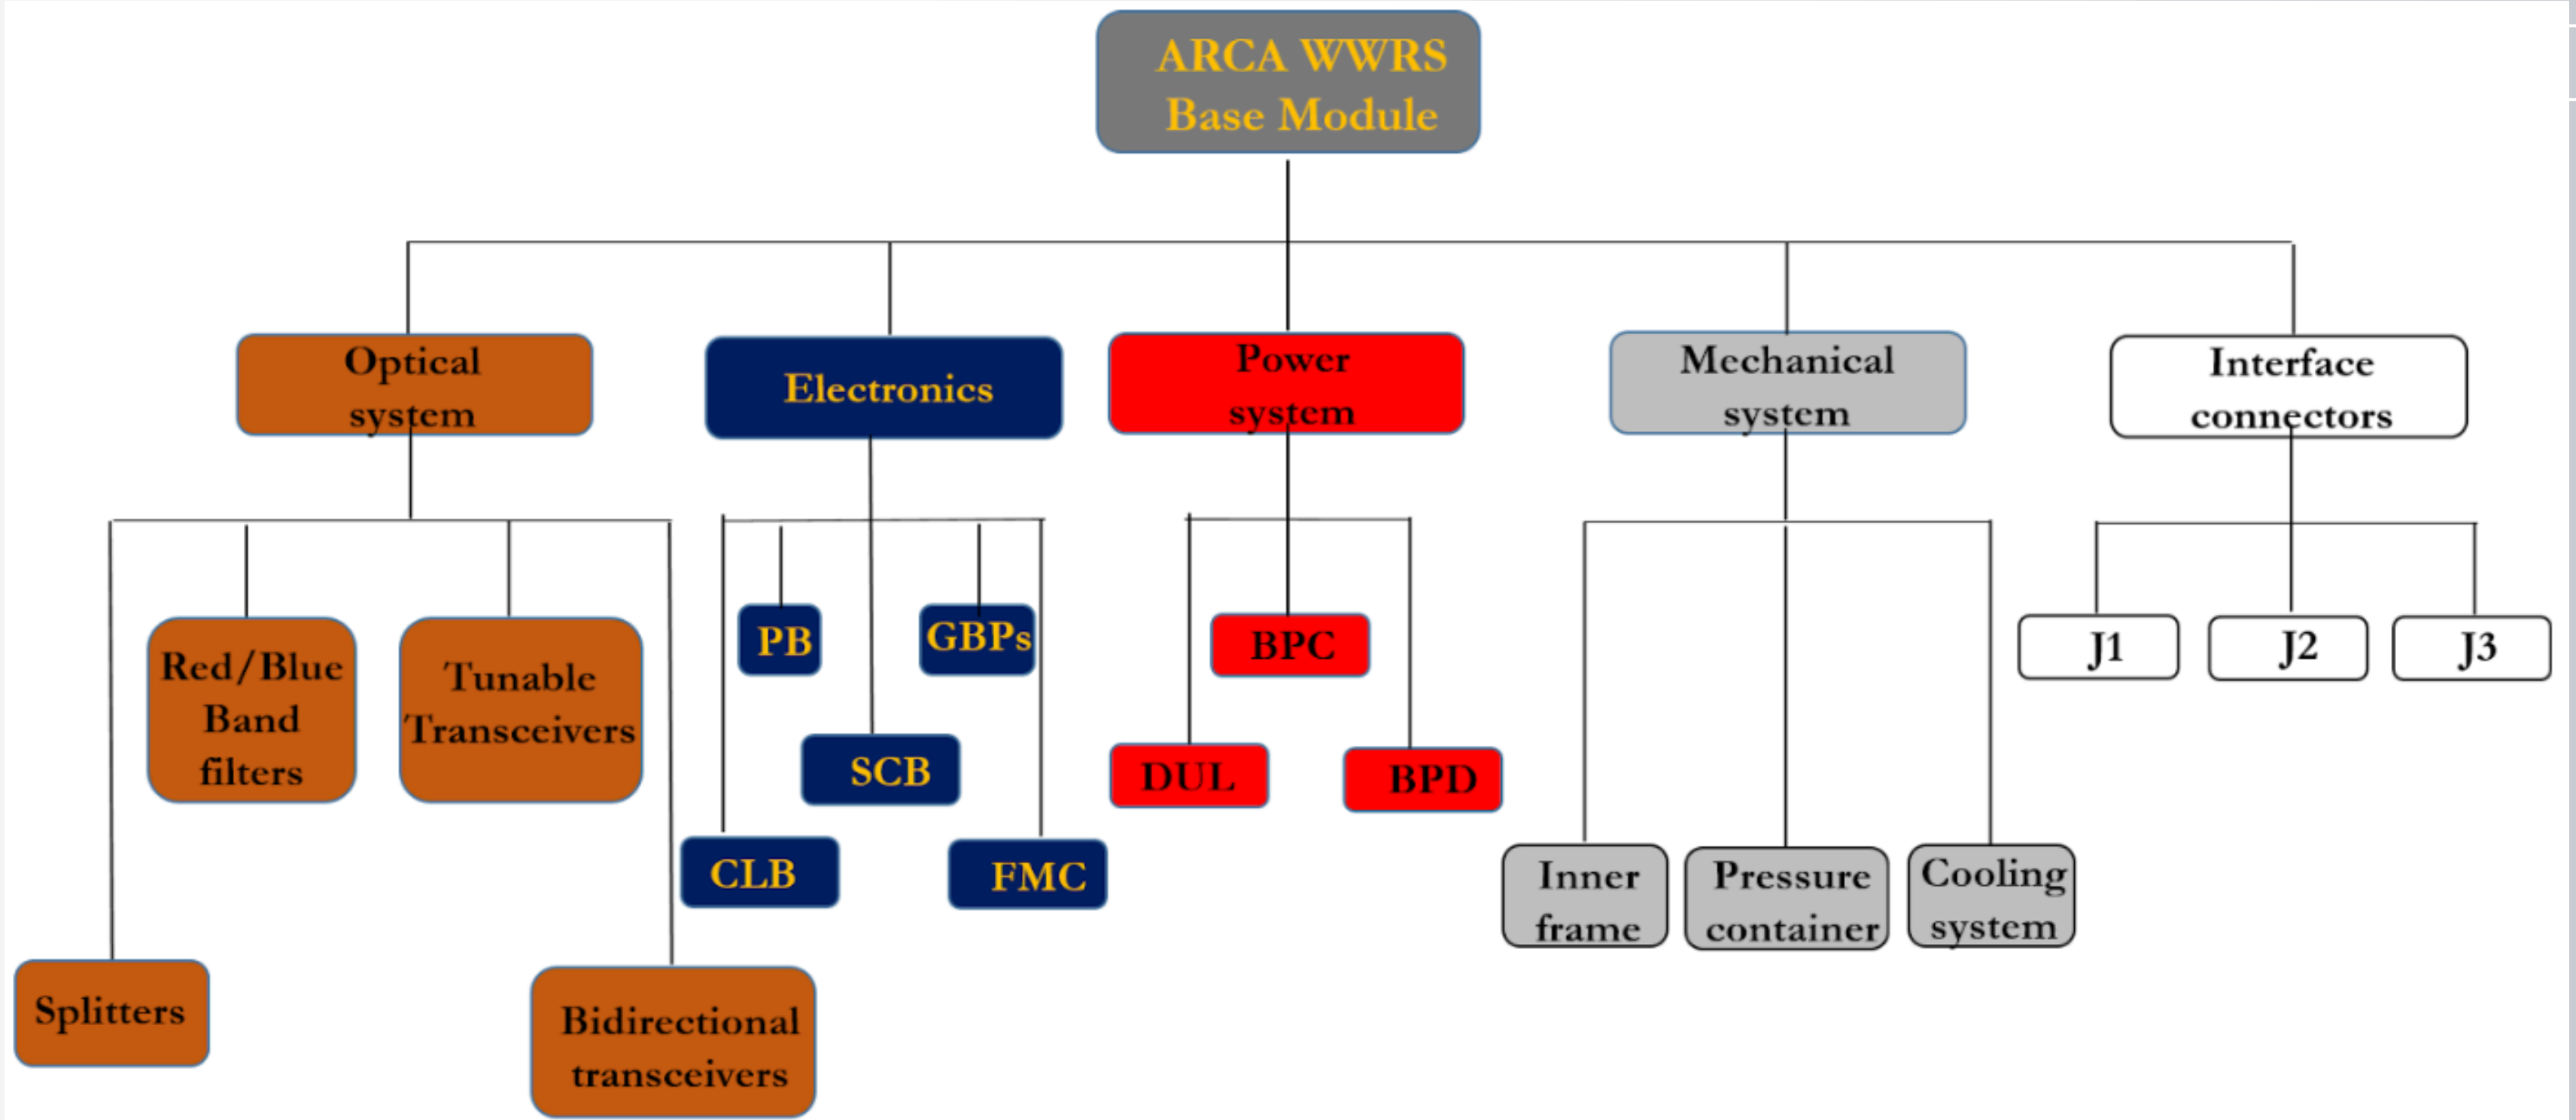 ARCA WWRS
Base Module
Optical
system
Electronics
Power
system
Mechanical
system
Interface
connectors
Red/Blue
Band
filters
Tunable
Transceivers
PB
GBPs
BPC
J1
J2
J3
SCB
DUL
BPD
CLB
FMC
Inner
frame
Pressure
container
Cooling
system
Splitters
Bidirectional
transceivers